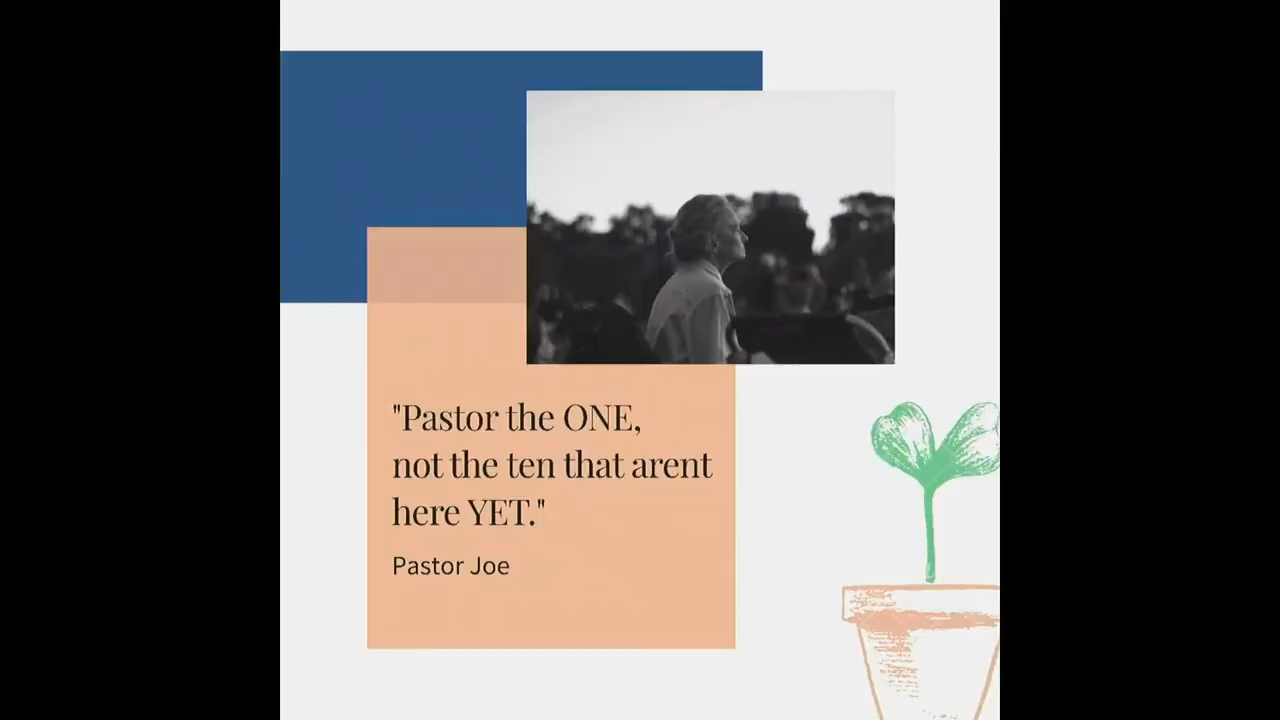 "Pastor the ONE,
not the ten that arent
here YET."
Pastor Joe